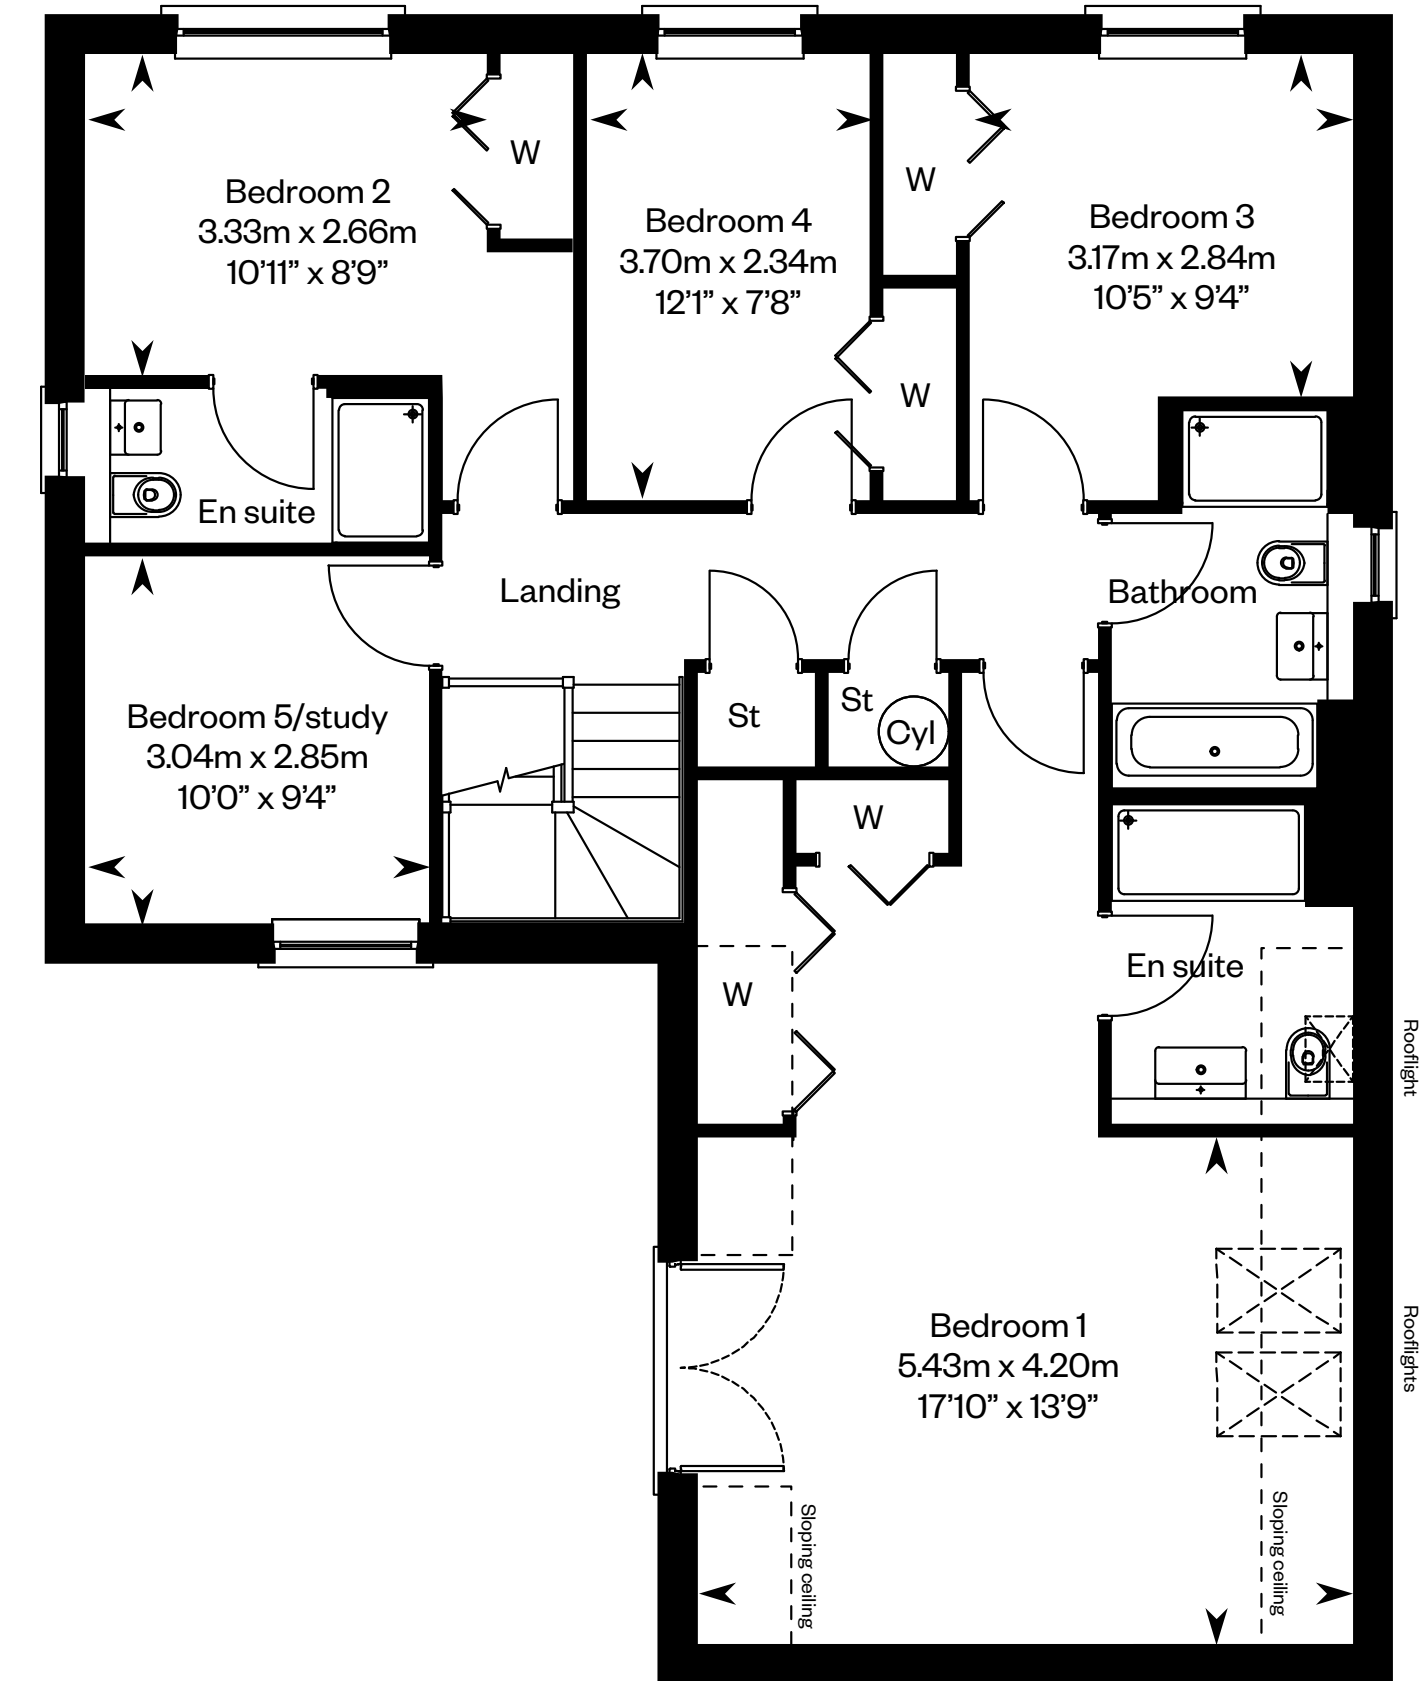 W
Bedroom 2
3.33m x 2.66m
10’11” x 8’9”
Bedroom 4
3.70m x 2.34m
12’1” x 7’8”
W
Bedroom 3
3.17m x 2.84m
10’5” x 9’4”
W
En suite
Landing
Bathroom
Bedroom 5/study
3.04m x 2.85m
10’0” x 9’4”
St
St
Cyl
W
En suite
W
Rooflight
Bedroom 1
5.43m x 4.20m
17’10” x 13’9”
Rooflights
Sloping ceiling
Sloping ceiling